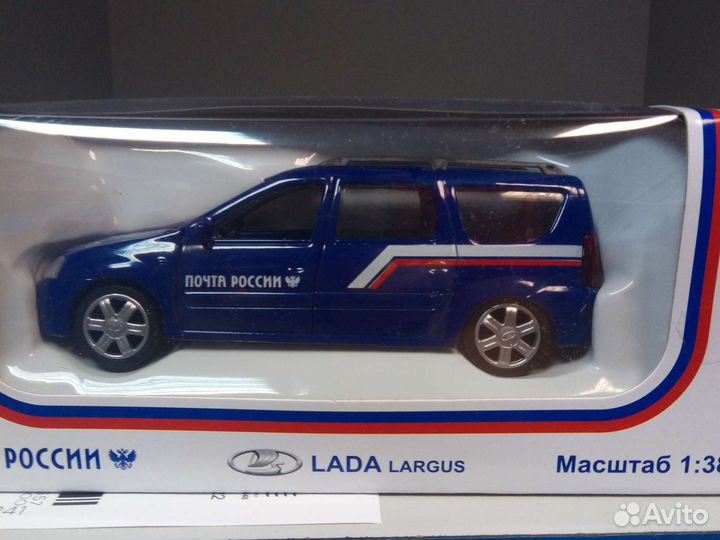 ПОЧТА РОССИИ
РОССИИ
LADA LARGUS
Масштаб 1:38
Avito